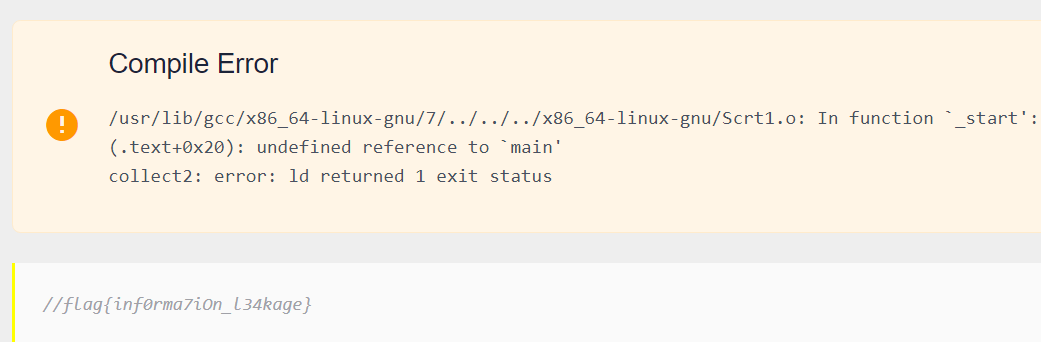 Compile Error
/usr/lib/gcc/x86_64-linux-gnu/7/../../../x86_64-linux-gnu/Scrt1.o: In function `_start':
(.text+0x20): undefined reference to `main'
collect2: error: ld returned 1 exit status
//flag{inf0rma7iOn_l34kage}